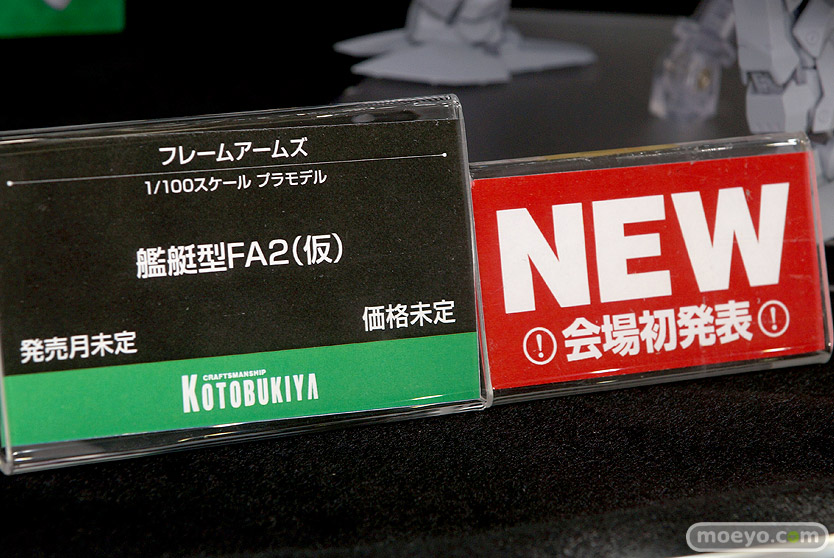 フレームアームズ
1/100スケール プラモデル
艦艇型FA2(仮)
発売月未定
価格未定
CRAFTSMANSHIP
KOTOBUKIYA
NEW
!会場初発表!
moeyo.com